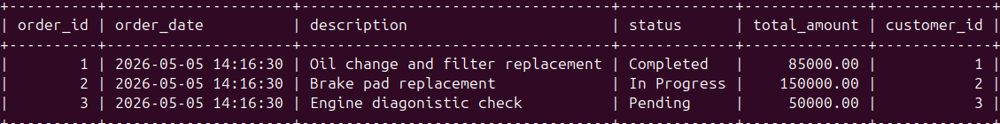 +----------+---------------------+-----------------------------------+-------------+--------------+-------------+
| order_id | order_date          | description                       | status      | total_amount | customer_id |
+----------+---------------------+-----------------------------------+-------------+--------------+-------------+
|        1 | 2026-05-05 14:16:30 | Oil change and filter replacement | Completed   |     85000.00 |           1 |
|        2 | 2026-05-05 14:16:30 | Brake pad replacement             | In Progress |    150000.00 |           2 |
|        3 | 2026-05-05 14:16:30 | Engine diagonistic check          | Pending     |     50000.00 |           3 |
+----------+---------------------+-----------------------------------+-------------+--------------+-------------+